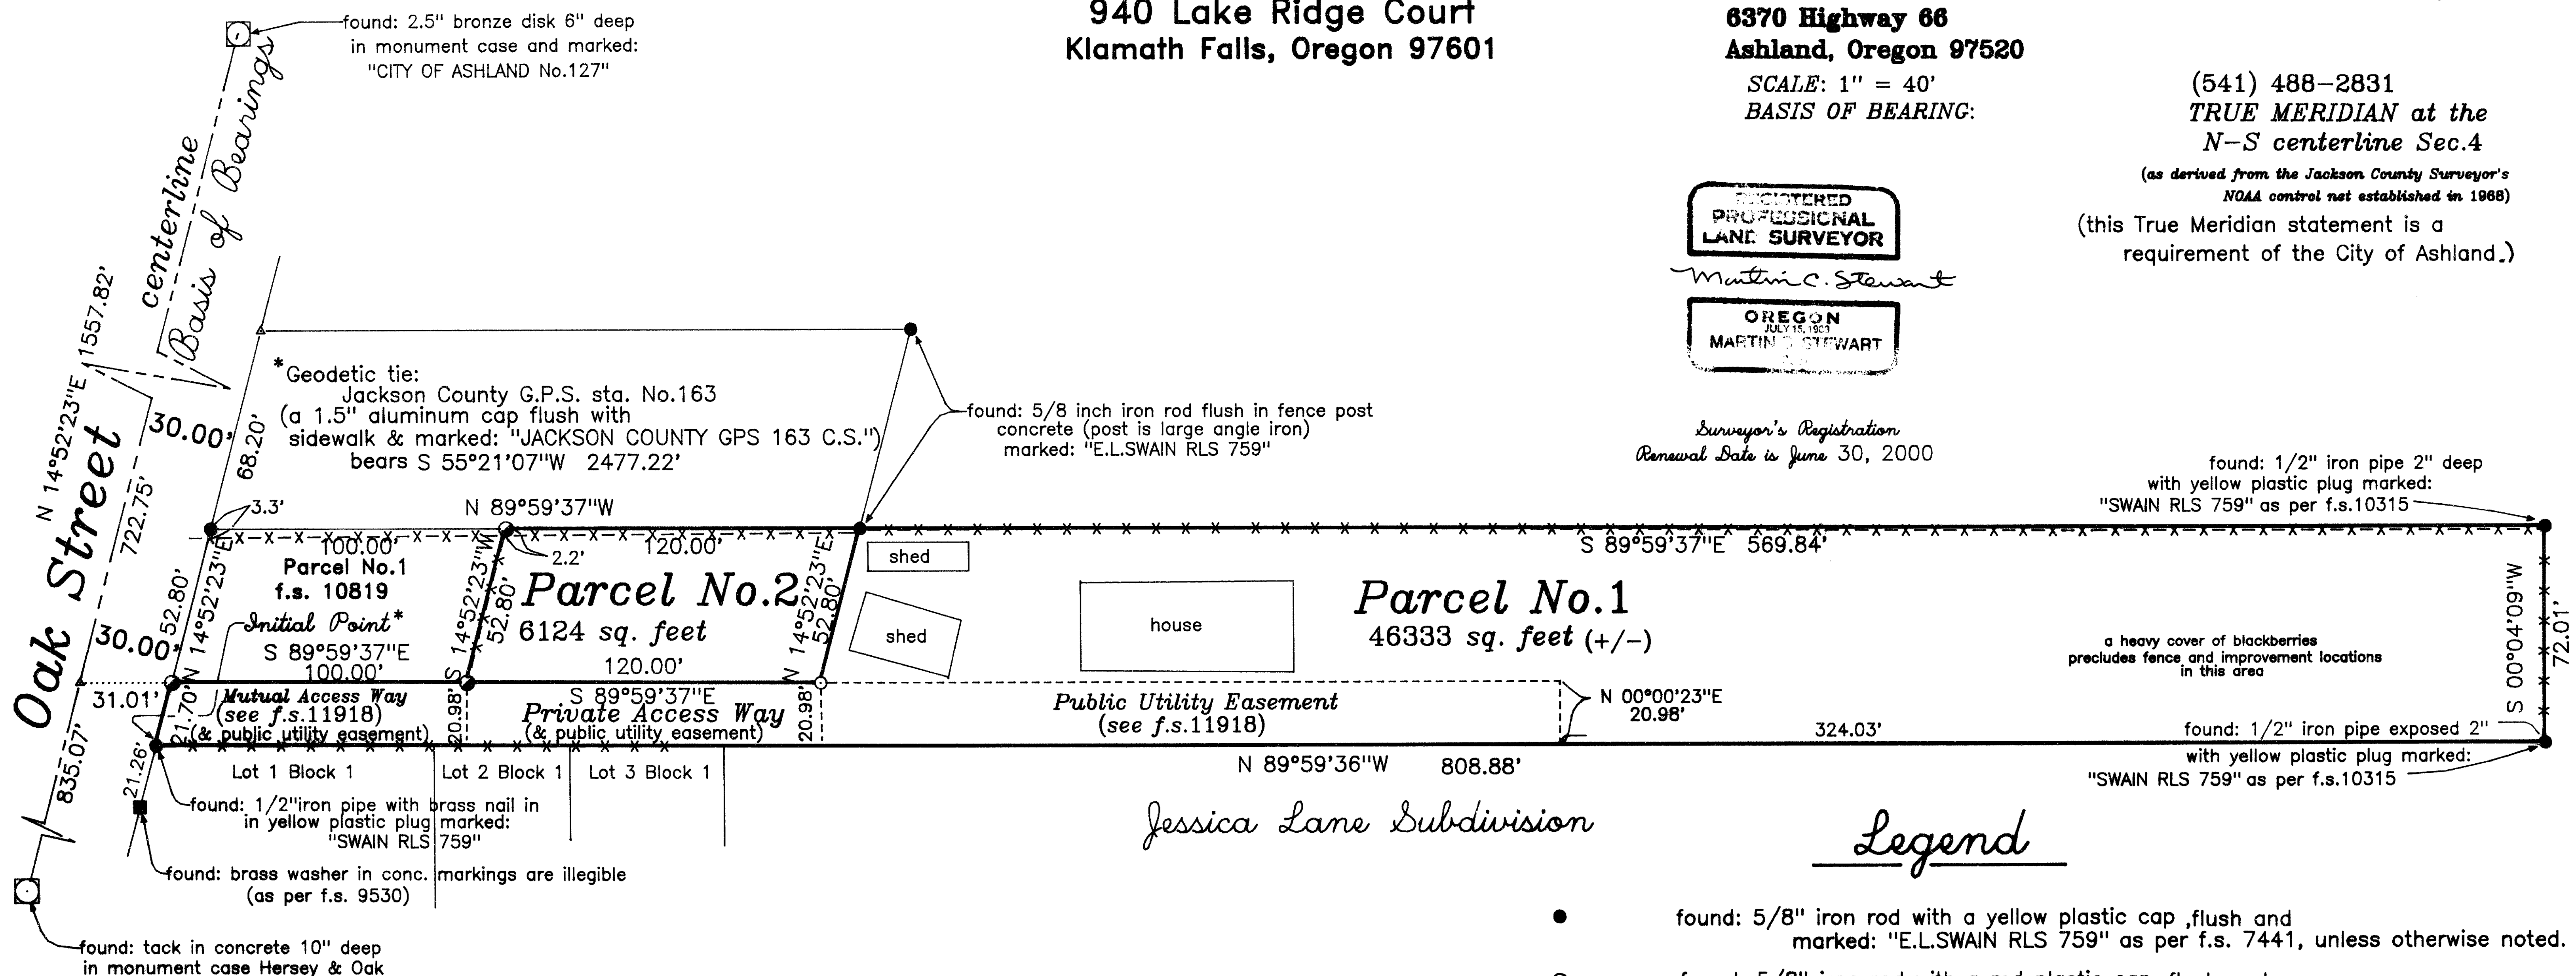 940 Lake Ridge Court
Klamath Falls, Oregon 97601
6370 Highway 66
Ashland, Oregon 97520
SCALE: 1" = 40'
BASIS OF BEARING:
(541) 488-2831
TRUE MERIDIAN at the
N-S centerline Sec.4
(as derived from the Jackson County Surveyor's
NOAA control net established in 1968)
(this True Meridian statement is a
requirement of the City of Ashland.)
REGISTERED
PROFESSIONAL
LAND SURVEYOR
Martin C. Stewart
OREGON
MARTIN C. STEWART
Surveyor's Registration
Renewal Date is June 30, 2000
found: 2.5" bronze disk 6" deep
in monument case and marked:
"CITY OF ASHLAND No.127"
centerline
Basis of Bearings
N 14°52'23"E 1557.82'
Oak Street
722.75'
835.07'
30.00'
68.20'
*Geodetic tie:
Jackson County G.P.S. sta. No.163
(a 1.5" aluminum cap flush with
sidewalk & marked: "JACKSON COUNTY GPS 163 C.S.")
bears S 55°21'07"W 2477.22'
found: 5/8 inch iron rod flush in fence post
concrete (post is large angle iron)
marked: "E.L.SWAIN RLS 759"
found: 1/2" iron pipe 2" deep
with yellow plastic plug marked:
"SWAIN RLS 759" as per f.s.10315
3.3'
N 89°59'37"W
100.00'
2.2'
120.00'
S 89°59'37"E 569.84'
Parcel No.1
f.s. 10819
Initial Point*
S 89°59'37"E
100.00'
30.00'
52.80'
N 14°52'23"E
S 14°52'23"W
52.80'
Parcel No.2
6124 sq. feet
120.00'
S 89°59'37"E
N 14°52'23"E
52.80'
shed
shed
house
Parcel No.1
46333 sq. feet (+/-)
a heavy cover of blackberries
precludes fence and improvement locations
in this area
S 00°04'09"W
72.01'
31.01'
21.70'
Mutual Access Way
(see f.s.11918)
(& public utility easement)
20.98'
Private Access Way
(& public utility easement)
20.98'
Public Utility Easement
(see f.s.11918)
N 00°00'23"E
20.98'
324.03'
found: 1/2" iron pipe exposed 2"
with yellow plastic plug marked:
"SWAIN RLS 759" as per f.s.10315
21.26'
Lot 1 Block 1
Lot 2 Block 1
Lot 3 Block 1
N 89°59'36"W 808.88'
Jessica Lane Subdivision
found: 1/2"iron pipe with brass nail in
in yellow plastic plug marked:
"SWAIN RLS 759"
found: brass washer in conc. markings are illegible
(as per f.s. 9530)
found: tack in concrete 10" deep
in monument case Hersey & Oak
Legend
found: 5/8" iron rod with a yellow plastic cap ,flush and
marked: "E.L.SWAIN RLS 759" as per f.s. 7441, unless otherwise noted.